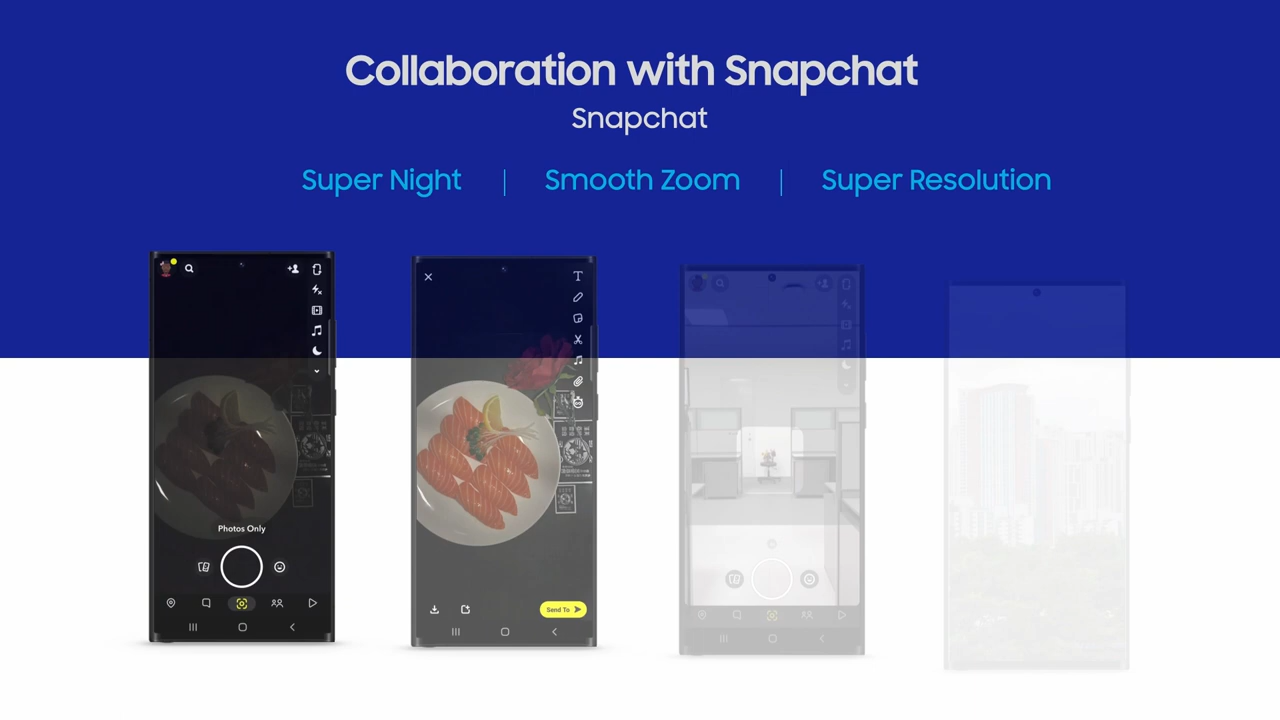 Collaboration with Snapchat
Snapchat
Super Night | Smooth Zoom | Super Resolution
Photos Only
Send To